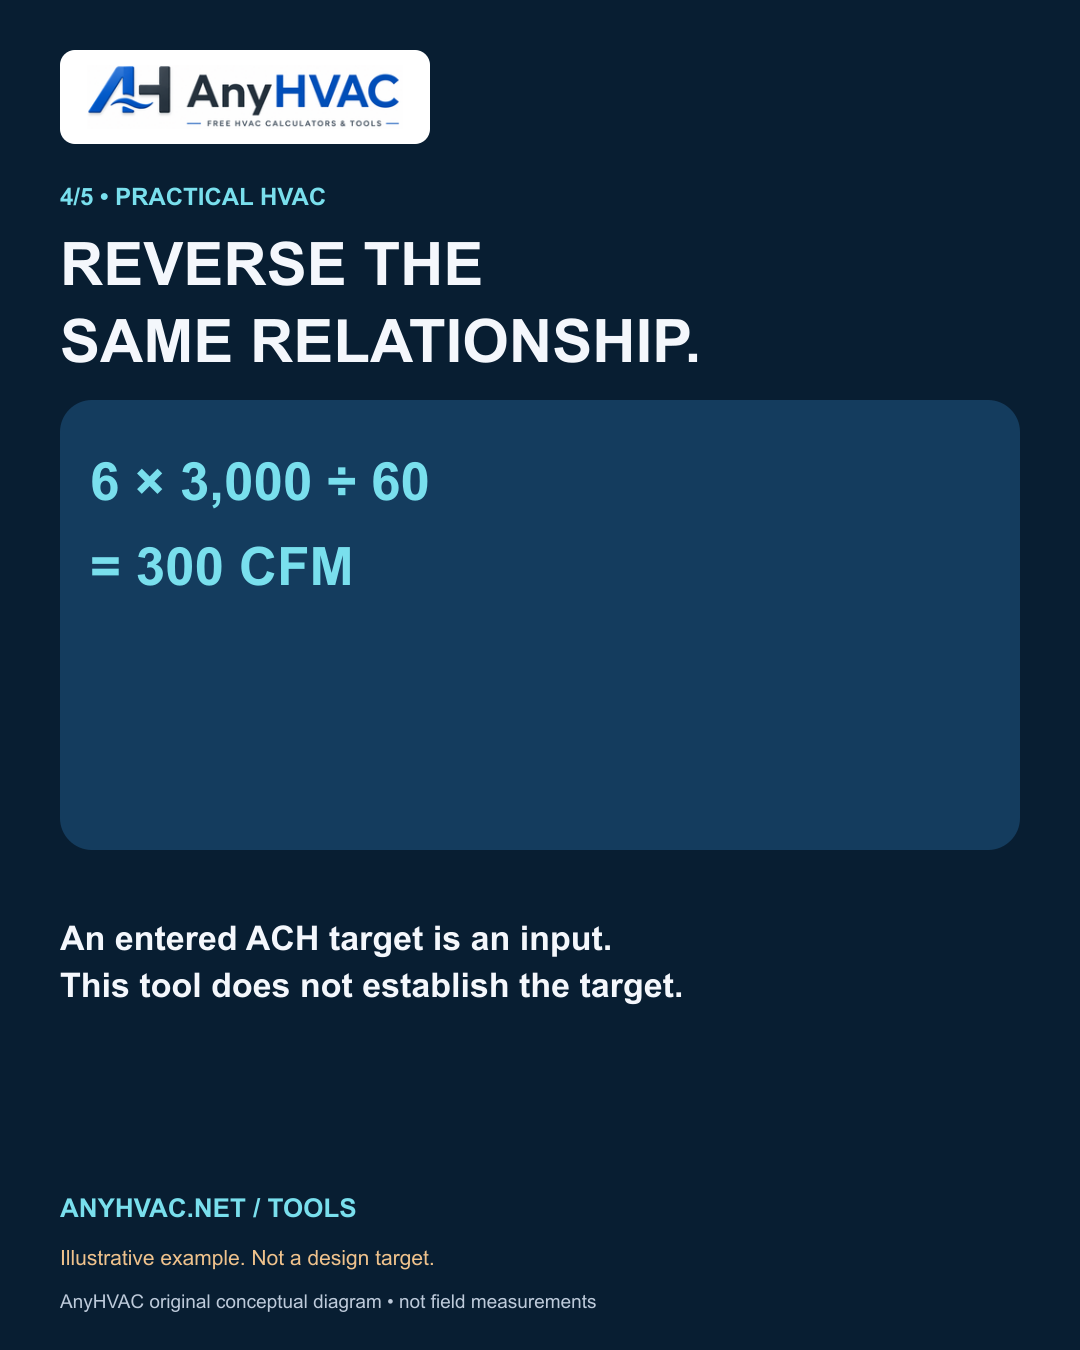 AH AnyHVAC
FREE HVAC CALCULATORS & TOOLS
4/5 • PRACTICAL HVAC
REVERSE THE
SAME RELATIONSHIP.
6 × 3,000 ÷ 60
= 300 CFM
An entered ACH target is an input.
This tool does not establish the target.
ANYHVAC.NET / TOOLS
Illustrative example. Not a design target.
AnyHVAC original conceptual diagram • not field measurements